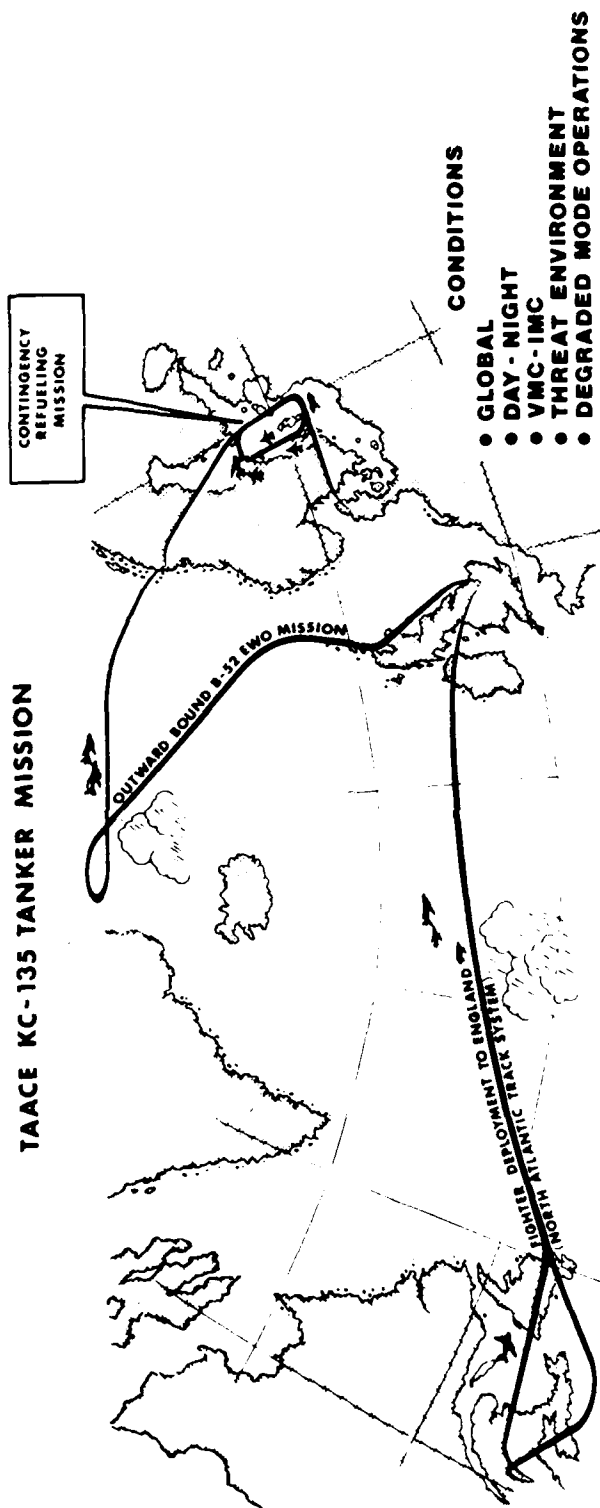 TAACE KC-135 TANKER MISSION
CONTINGENCY
REFUELING
MISSION
OUTWARD BOUND B-52 EWO MISSION
FIGHTER DEPLOYMENT TO ENGLAND
(NORTH ATLANTIC TRACK SYSTEM)
CONDITIONS
● GLOBAL
● DAY-NIGHT
● VMC-IMC
● THREAT ENVIRONMENT
● DEGRADED MODE OPERATIONS